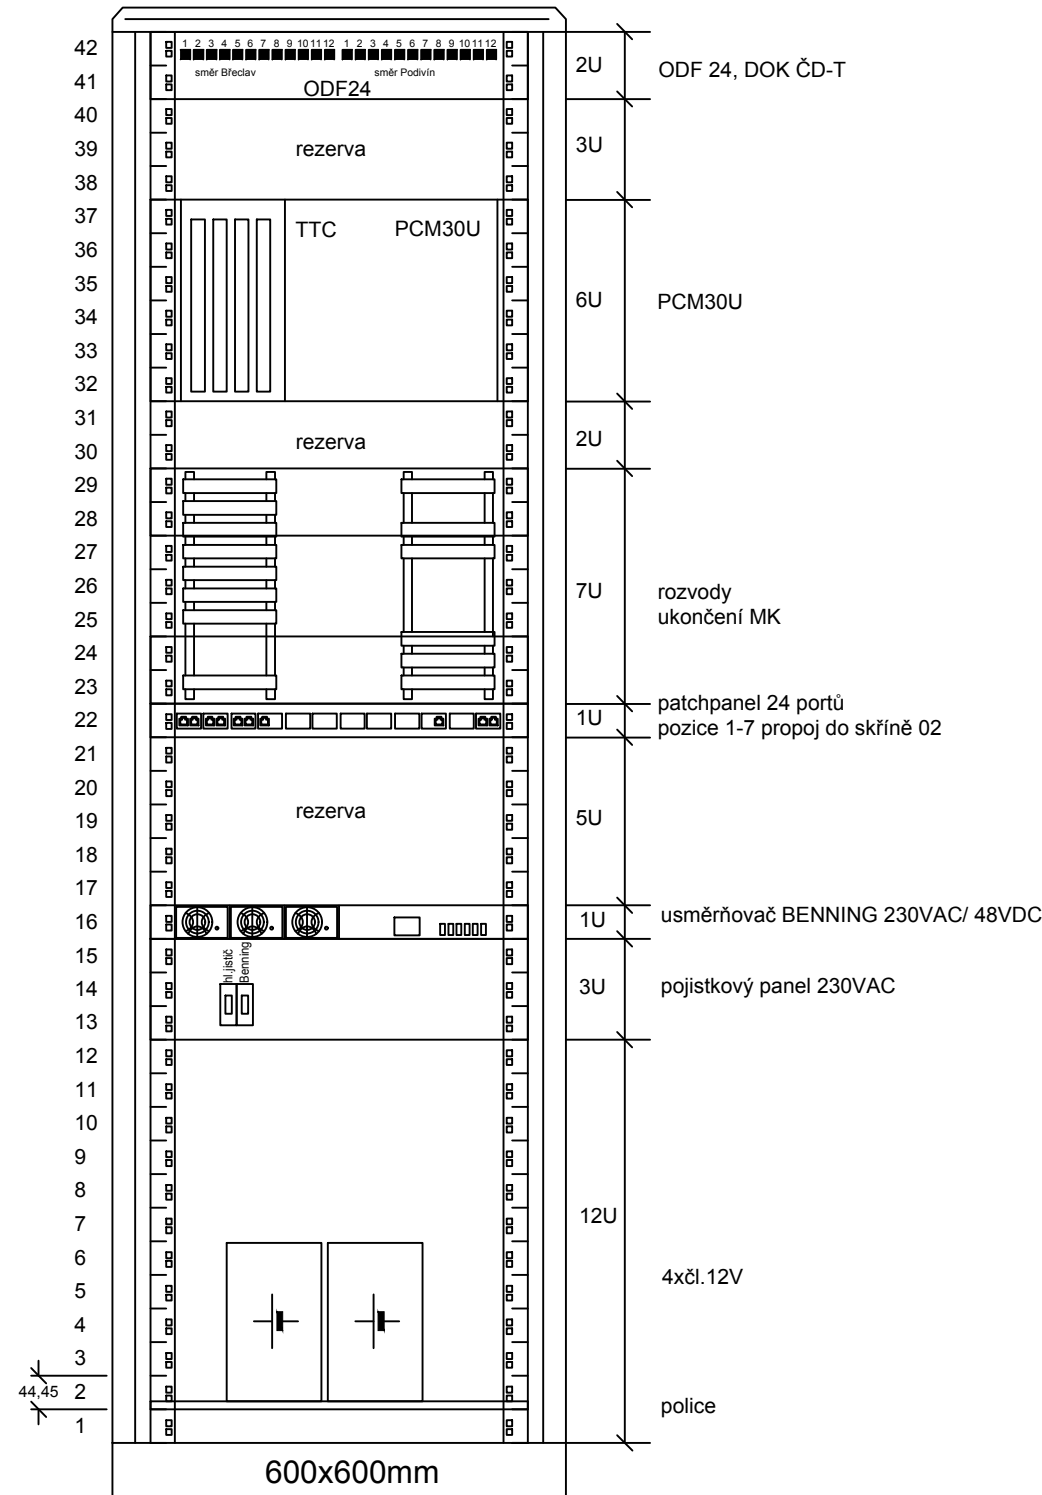 42
1 2 3 4 5 6 7 8 9 10 11 12 1 2 3 4 5 6 7 8 9 10 11 12
směr Břeclav směr Podivín
41
ODF24
2U
ODF 24, DOK ČD-T
40
39
rezerva
3U
38
37
TTC PCM30U
36
35
34
6U
PCM30U
33
32
31
30
rezerva
2U
29
28
27
26
7U
rozvody
ukončení MK
25
24
23
22
1U
patchpanel 24 portů
pozice 1-7 propoj do skříně 02
21
20
19
rezerva
5U
18
17
16
1U
usměrňovač BENNING 230VAC/ 48VDC
15
hl.jistič
Benning
14
3U
pojistkový panel 230VAC
13
12
11
10
9
8
7
12U
6
5
4xčl.12V
4
3
44,45
2
police
1
600x600mm